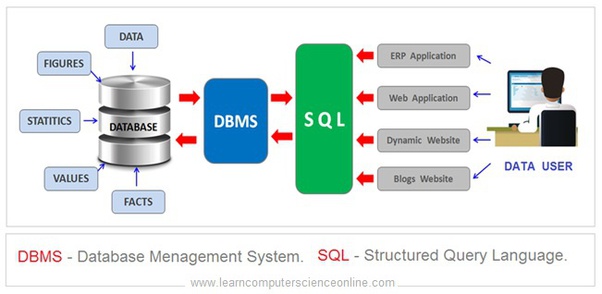 DATA
FIGURES
STATITICS
VALUES
FACTS
DATABASE
DBMS
SQL
ERP Application
Web Application
Dynamic Website
Blogs Website
DATA USER
DBMS - Database Menagement System. SQL - Structured Query Language.
www.learncomputerscienceonline.com